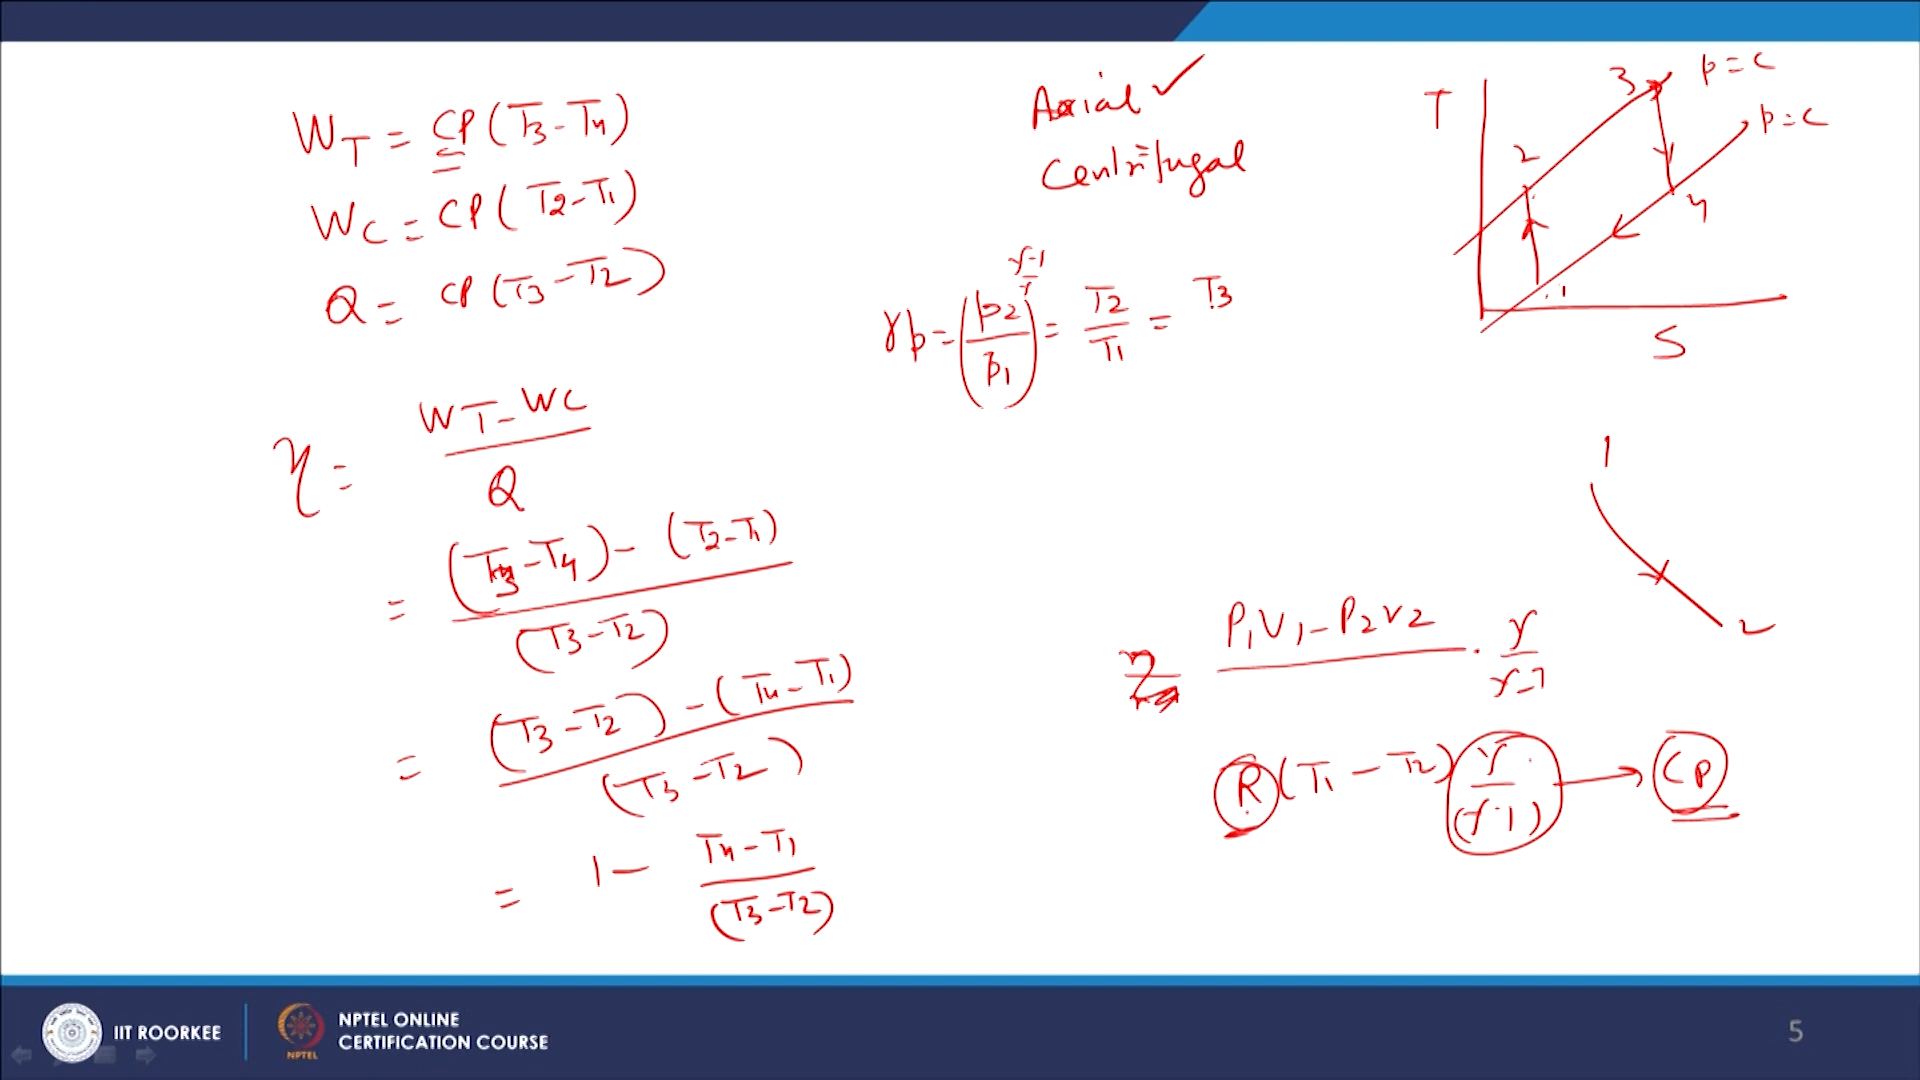 W_T = CP (T3 - T4)
W_C = CP (T2 - T1)
Q = CP (T3 - T2)
η = (WT - WC) / Q
= ((T3 - T4) - (T2 - T1)) / (T3 - T2)
= ((T3 - T2) - (T4 - T1)) / (T3 - T2)
= 1 - (T4 - T1) / (T3 - T2)
Axial ✓
Centrifugal
γp = (p2 / p1)^((γ-1)/γ) = T2 / T1 = T3
T
S
1
2
3
4
p = c
p = c
1
2
(P1V1 - P2V2) / . γ / (γ-1)
R (T1 - T2) γ / (γ-1) → CP
IIT ROORKEE
NPTEL
NPTEL ONLINE
CERTIFICATION COURSE
5